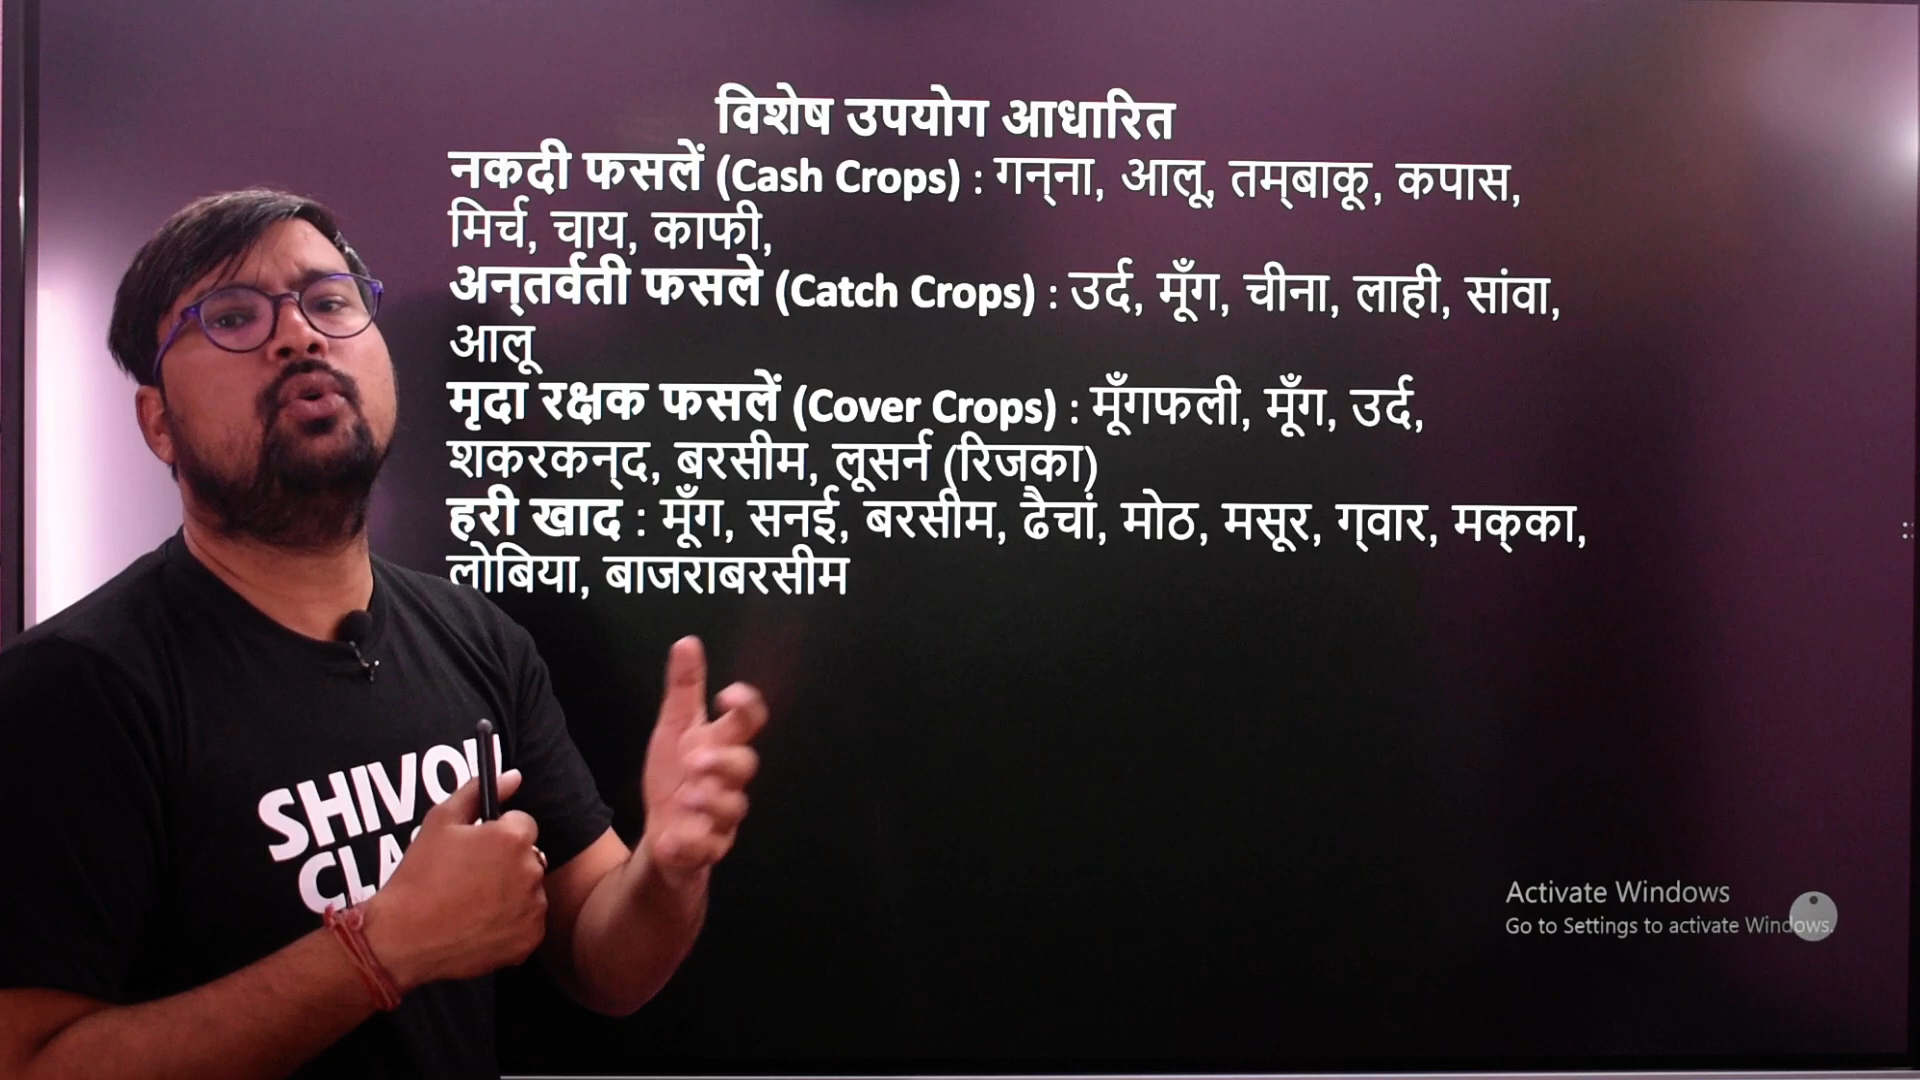 विशेष उपयोग आधारित
नकदी फसलें (Cash Crops) : गन्‌ना, आलू, तम्‌बाकू, कपास,
मिर्च, चाय, काफी,
अन्‌तर्वती फसले (Catch Crops) : उर्द, मूँग, चीना, लाही, सांवा,
आलू
मृदा रक्षक फसलें (Cover Crops) : मूँगफली, मूँग, उर्द,
शकरकन्‌द, बरसीम, लूसर्न (रिजका)
हरी खाद : मूँग, सनई, बरसीम, ढैचां, मोठ, मसूर, ग्‌वार, मक्‌का,
लोबिया, बाजराबरसीम
SHIVOM
Activate Windows
Go to Settings to activate Windows.